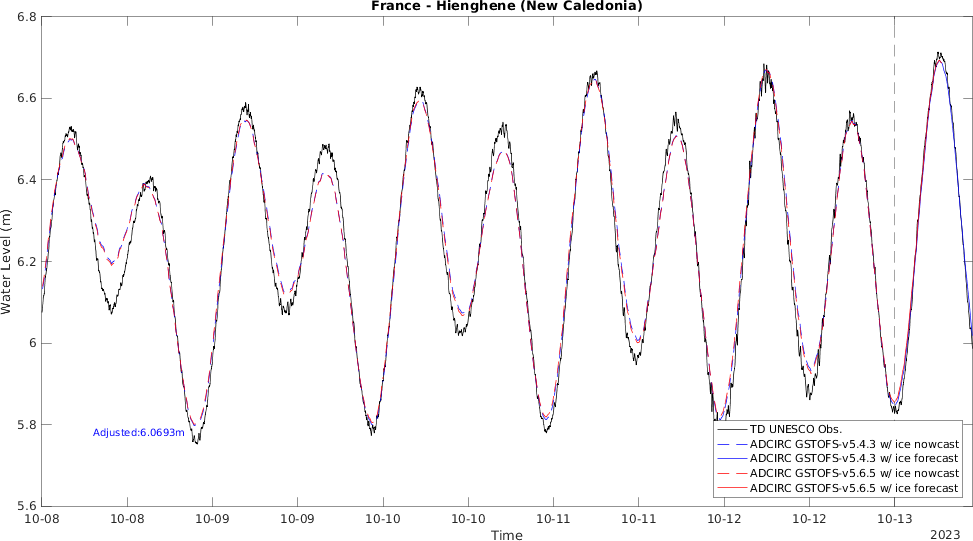 France - Hienghene (New Caledonia)
6.8
6.6
6.4
6.2
6
5.8
5.6
Water Level (m)
Adjusted:6.0693m
TD UNESCO Obs.
ADCIRC GSTOFS-v5.4.3 w/ ice nowcast
ADCIRC GSTOFS-v5.4.3 w/ ice forecast
ADCIRC GSTOFS-v5.6.5 w/ ice nowcast
ADCIRC GSTOFS-v5.6.5 w/ ice forecast
10-08 10-08 10-09 10-09 10-10 10-10 10-11 10-11 10-12 10-12 10-13
Time
2023